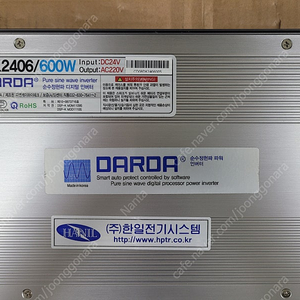 2406/600W
Input:DC24V
Output:AC220V
DARDA®
Pure sine wave inverter
순수정현파 디지털 인버터
RoHS
DARDA®
순수정현파 파워
인버터
Made in Korea
Smart auto protect controlled by software
Pure sine wave digital processor power inverter
HANIL
(주)한일전기시스템
http://www.hptr.co.kr